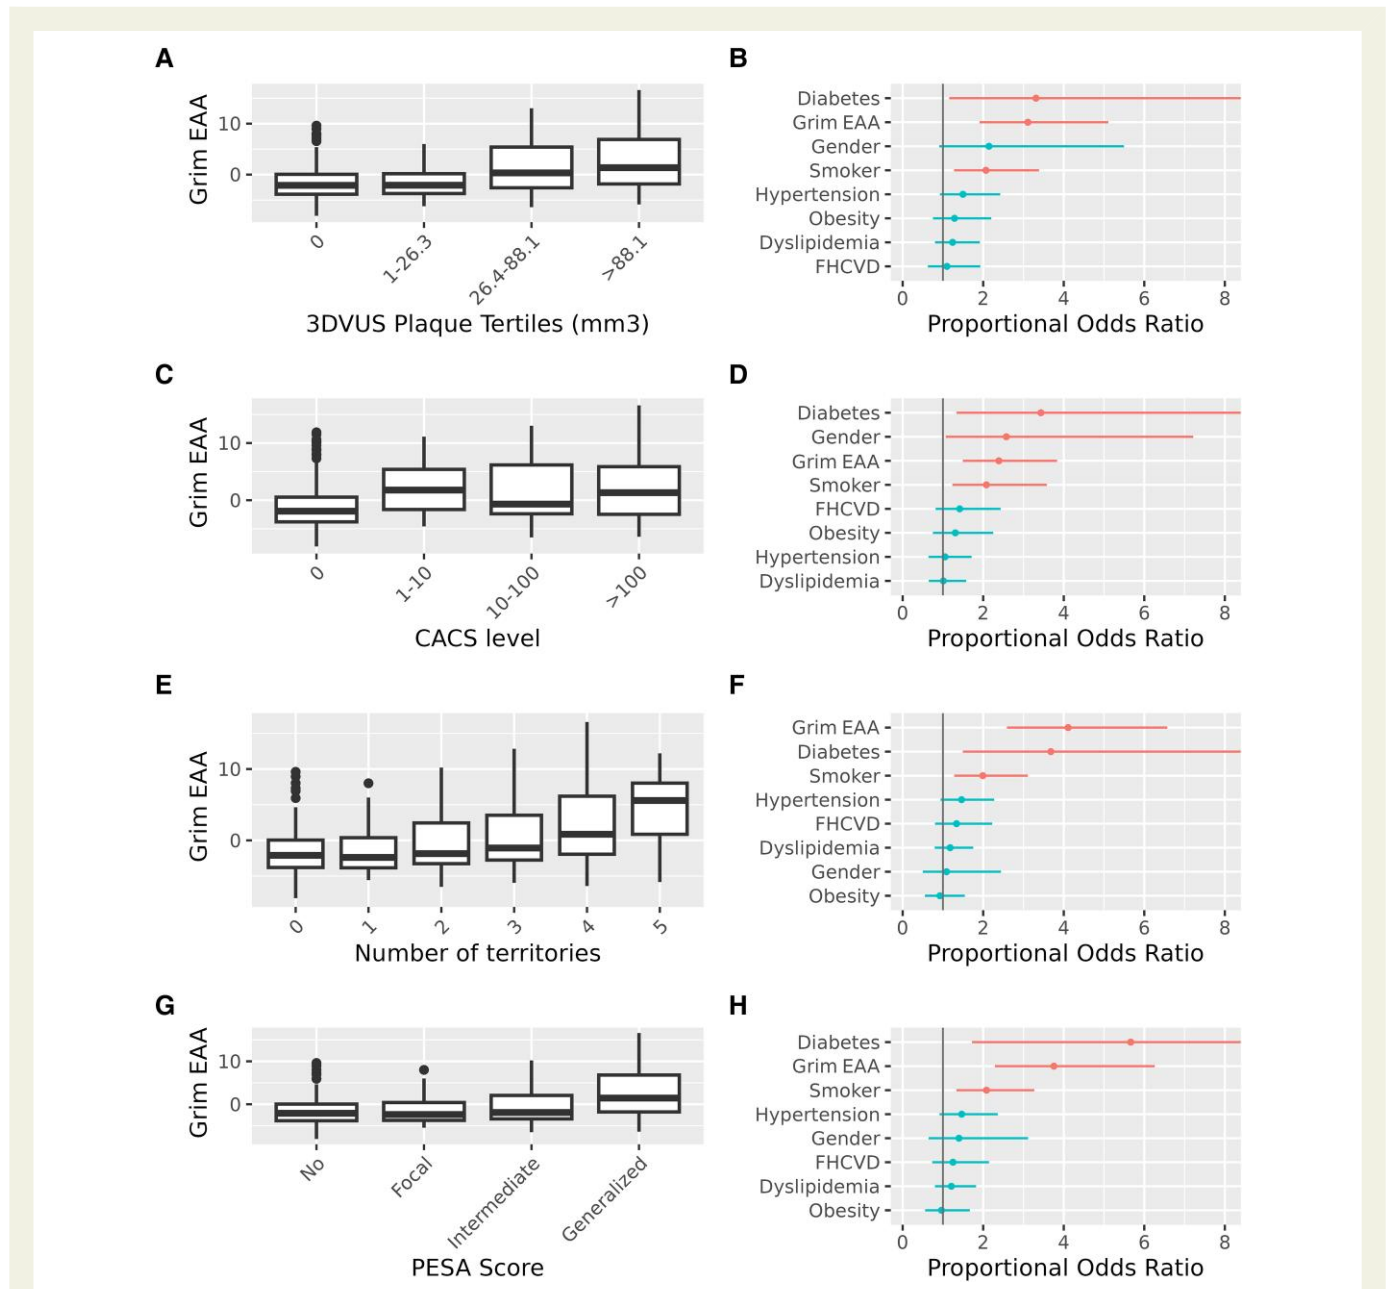 A
Grim EAA
10
0
0
1-26.3
26.4-88.1
>88.1
3DVUS Plaque Tertiles (mm3)
B
Diabetes
Grim EAA
Gender
Smoker
Hypertension
Obesity
Dyslipidemia
FHCVD
0 2 4 6 8
Proportional Odds Ratio
C
Grim EAA
10
0
0
1-10
10-100
>100
CACS level
D
Diabetes
Gender
Grim EAA
Smoker
FHCVD
Obesity
Hypertension
Dyslipidemia
0 2 4 6 8
Proportional Odds Ratio
E
Grim EAA
10
0
0
1
2
3
4
5
Number of territories
F
Grim EAA
Diabetes
Smoker
Hypertension
FHCVD
Dyslipidemia
Gender
Obesity
0 2 4 6 8
Proportional Odds Ratio
G
Grim EAA
10
0
No
Focal
Intermediate
Generalized
PESA Score
H
Diabetes
Grim EAA
Smoker
Hypertension
Gender
FHCVD
Dyslipidemia
Obesity
0 2 4 6 8
Proportional Odds Ratio